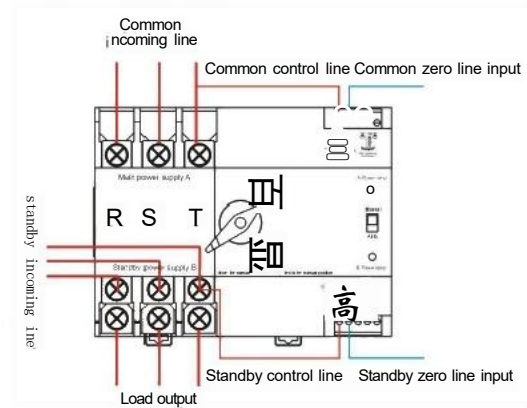 Common
incoming line
Common control line Common zero line input
Main power supply A
R S T
Standby power supply B
standby incoming ine
高
Standby control line Standby zero line input
Load output